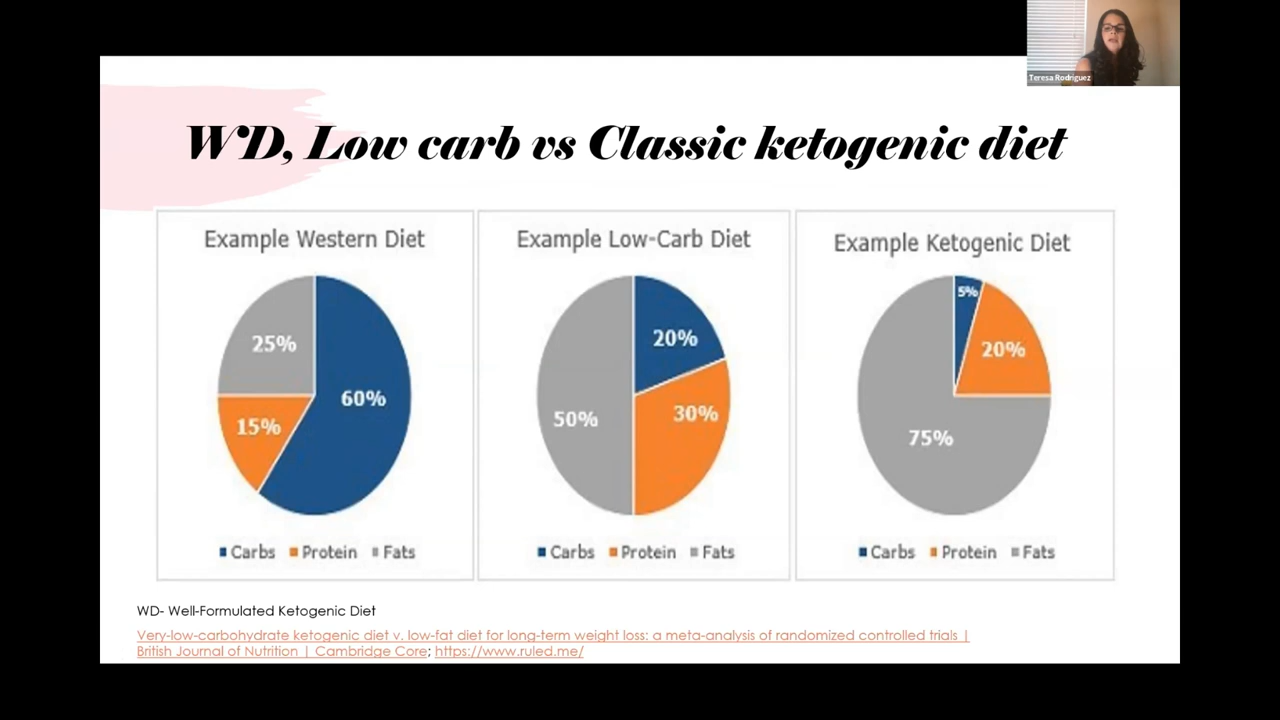 Teresa Rodriguez
WD, Low carb vs Classic ketogenic diet
Example Western Diet
25%
60%
15%
Carbs Protein Fats
Example Low-Carb Diet
20%
50%
30%
Carbs Protein Fats
Example Ketogenic Diet
5%
20%
75%
Carbs Protein Fats
WD- Well-Formulated Ketogenic Diet
Very-low-carbohydrate ketogenic diet v. low-fat diet for long-term weight loss: a meta-analysis of randomized controlled trials |
British Journal of Nutrition | Cambridge Core; https://www.ruled.me/